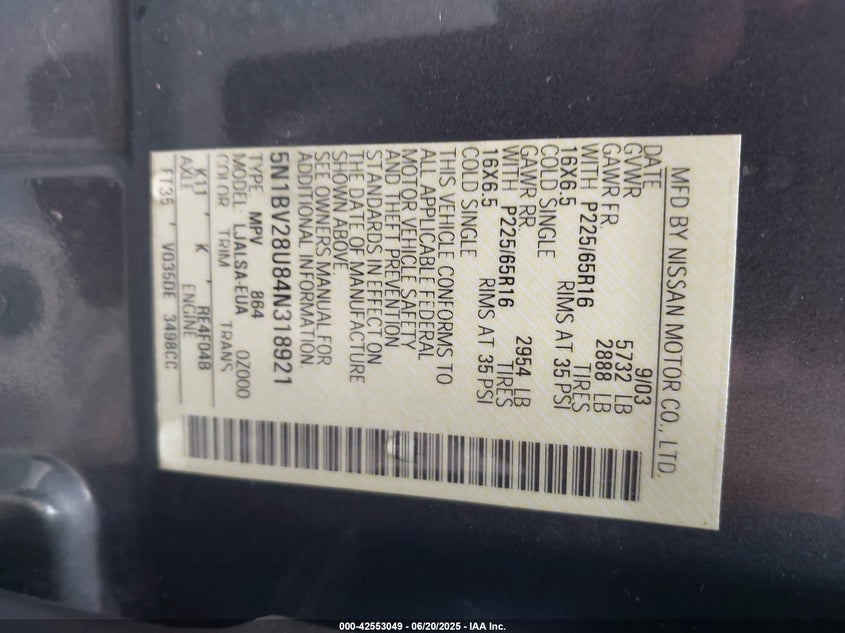 MFD BY NISSAN MOTOR CO., LTD.
DATE 9/03
GVWR 5732 LB
GAWR FR. 2888 LB
WITH P225/65R16 TIRES
16X6.5 RIMS AT 35 PSI
COLD SINGLE
GAWR RR. 2954 LB
WITH P225/65R16 TIRES
16X6.5 RIMS AT 35 PSI
COLD SINGLE
THIS VEHICLE CONFORMS TO
ALL APPLICABLE FEDERAL
MOTOR VEHICLE SAFETY
AND THEFT PREVENTION
STANDARDS IN EFFECT ON
THE DATE OF MANUFACTURE
SHOWN ABOVE
SEE OWNERS MANUAL FOR
ADDITIONAL INFORMATION.
5N1BV28U84N318921
TYPE MPV 864
MODEL LJALSA-EUA 0Z000
COLOR TRIM TRANS
K11 ' K ' RE4F04B
AXLE ENGINE
FT35 ' VQ35DE 3498CC
000-42553049 - 06/20/2025 - IAA Inc.